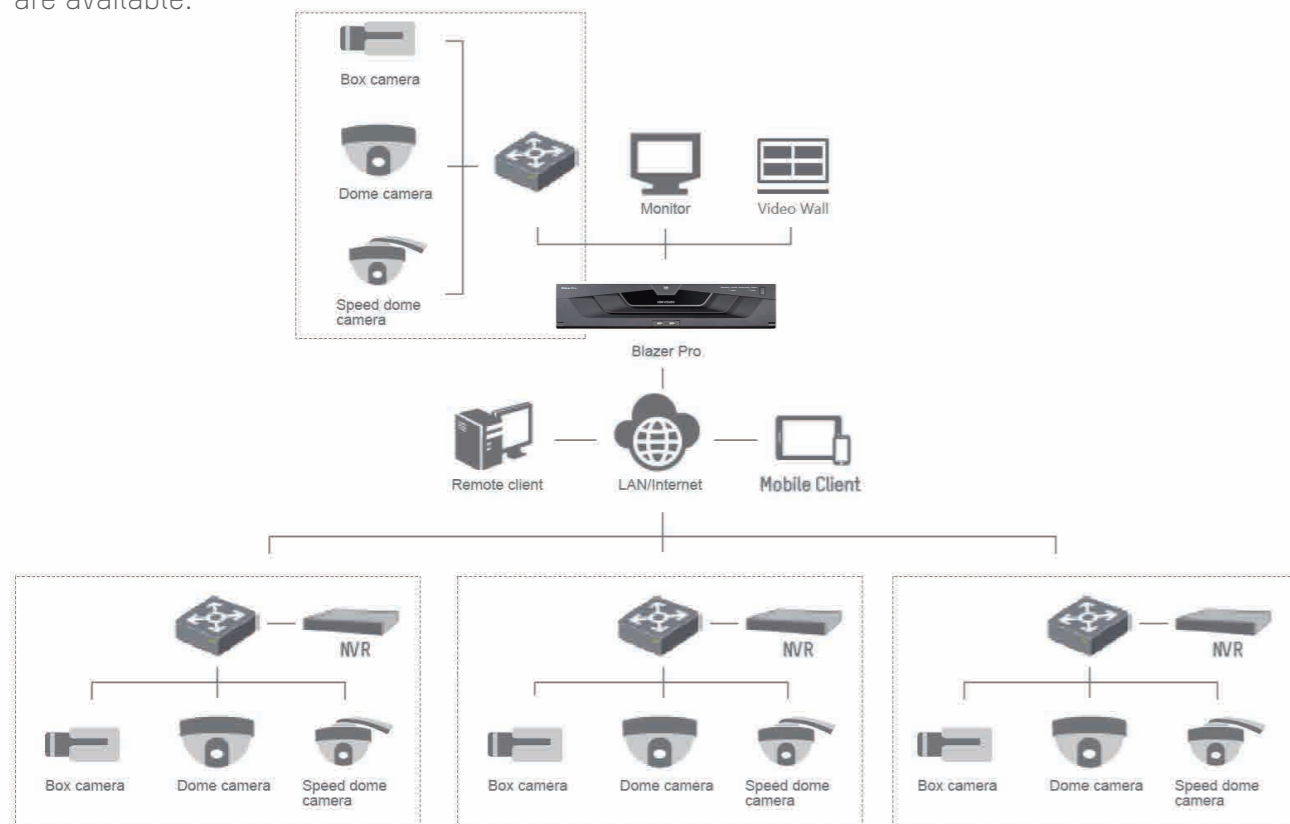 are available.
Box camera
Dome camera
Speed dome
camera
Monitor
Video Wall
Blazer Pro
Remote client
LAN/Internet
Mobile Client
NVR
NVR
NVR
Box camera
Dome camera
Speed dome
camera
Box camera
Dome camera
Speed dome
camera
Box camera
Dome camera
Speed dome
camera